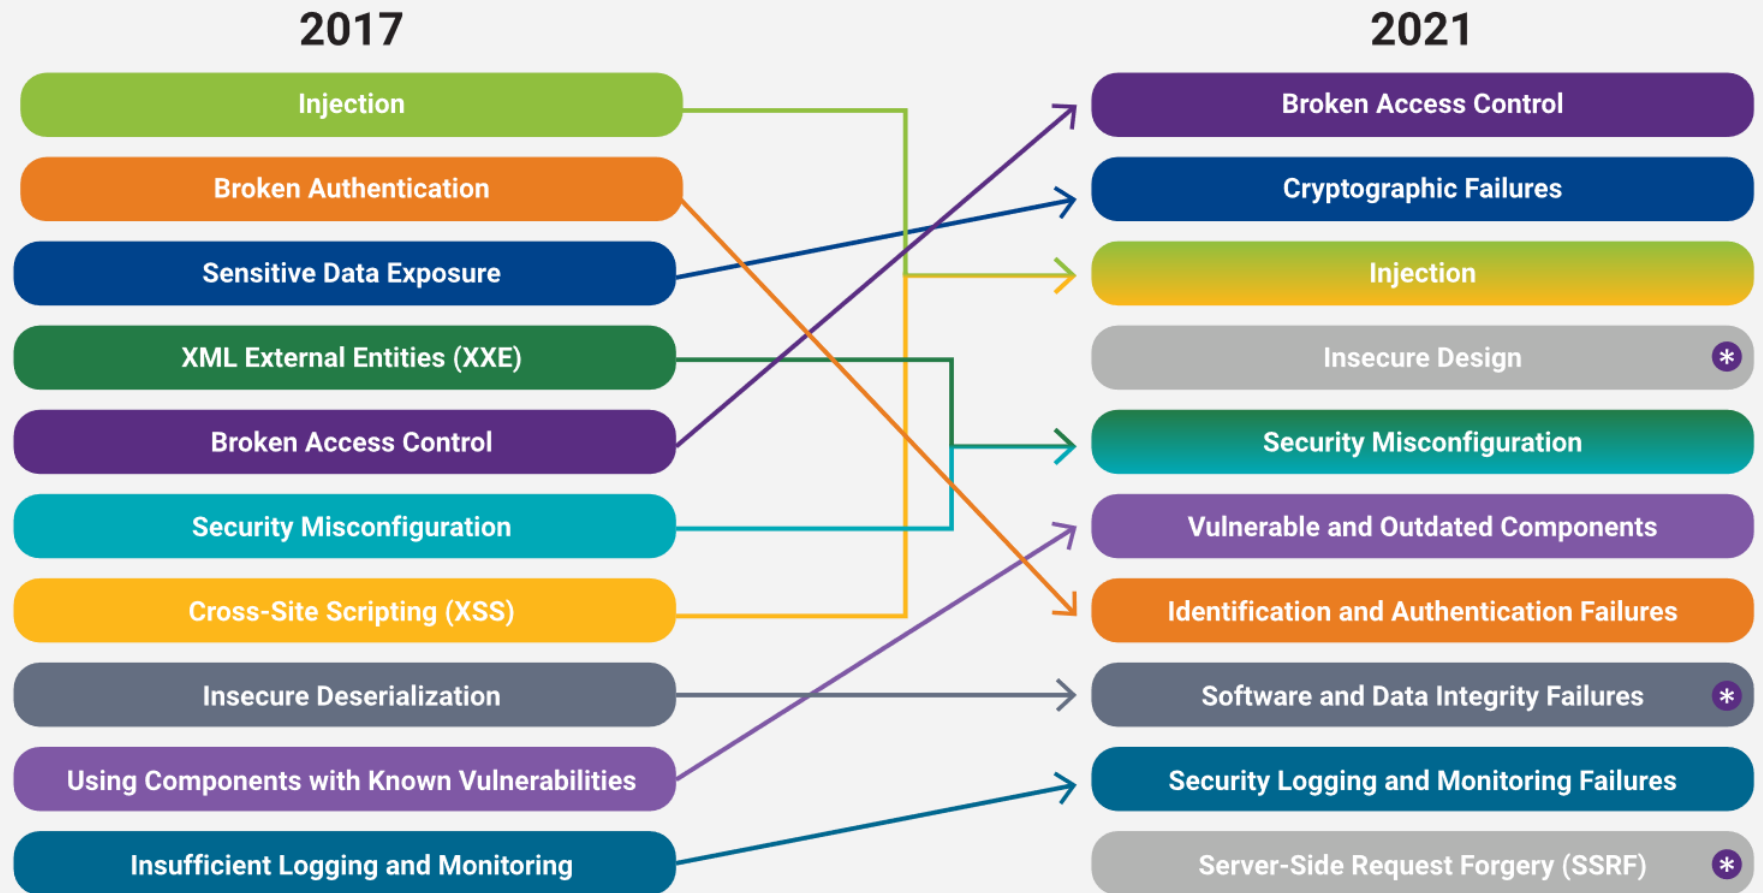 2017
2021
Injection
Broken Access Control
Broken Authentication
Cryptographic Failures
Sensitive Data Exposure
Injection
XML External Entities (XXE)
Insecure Design *
Broken Access Control
Security Misconfiguration
Security Misconfiguration
Vulnerable and Outdated Components
Cross-Site Scripting (XSS)
Identification and Authentication Failures
Insecure Deserialization
Software and Data Integrity Failures *
Using Components with Known Vulnerabilities
Security Logging and Monitoring Failures
Insufficient Logging and Monitoring
Server-Side Request Forgery (SSRF) *